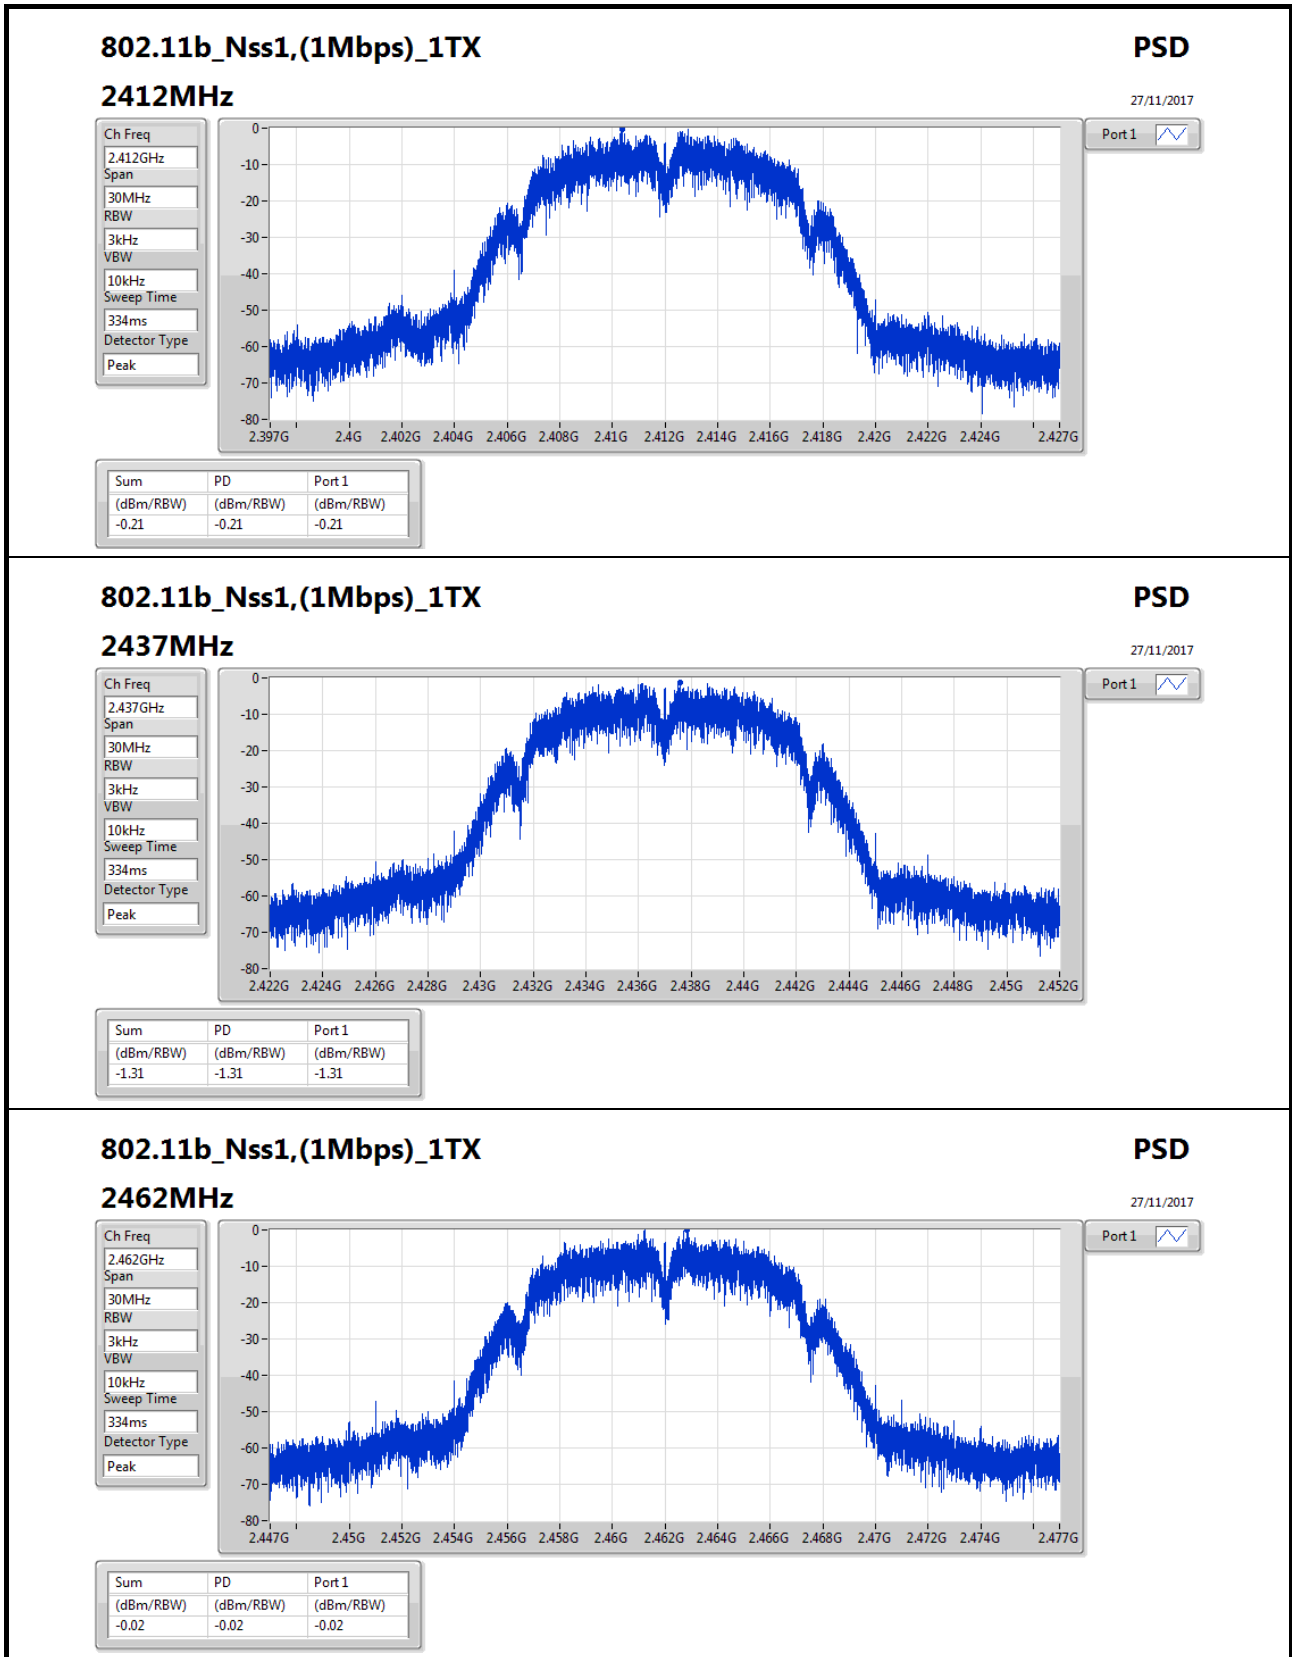 802.11b_Nss1,(1Mbps)_1TX PSD
2412MHz 27/11/2017
Ch Freq
2.412GHz
Span
30MHz
RBW
3kHz
VBW
10kHz
Sweep Time
334ms
Detector Type
Peak
0
-10
-20
-30
-40
-50
-60
-70
-80
2.397G 2.4G 2.402G 2.404G 2.406G 2.408G 2.41G 2.412G 2.414G 2.416G 2.418G 2.42G 2.422G 2.424G 2.427G
Port 1
Sum PD Port 1
(dBm/RBW) (dBm/RBW) (dBm/RBW)
-0.21 -0.21 -0.21
802.11b_Nss1,(1Mbps)_1TX PSD
2437MHz 27/11/2017
Ch Freq
2.437GHz
Span
30MHz
RBW
3kHz
VBW
10kHz
Sweep Time
334ms
Detector Type
Peak
0
-10
-20
-30
-40
-50
-60
-70
-80
2.422G 2.424G 2.426G 2.428G 2.43G 2.432G 2.434G 2.436G 2.438G 2.44G 2.442G 2.444G 2.446G 2.448G 2.45G 2.452G
Port 1
Sum PD Port 1
(dBm/RBW) (dBm/RBW) (dBm/RBW)
-1.31 -1.31 -1.31
802.11b_Nss1,(1Mbps)_1TX PSD
2462MHz 27/11/2017
Ch Freq
2.462GHz
Span
30MHz
RBW
3kHz
VBW
10kHz
Sweep Time
334ms
Detector Type
Peak
0
-10
-20
-30
-40
-50
-60
-70
-80
2.447G 2.45G 2.452G 2.454G 2.456G 2.458G 2.46G 2.462G 2.464G 2.466G 2.468G 2.47G 2.472G 2.474G 2.477G
Port 1
Sum PD Port 1
(dBm/RBW) (dBm/RBW) (dBm/RBW)
-0.02 -0.02 -0.02